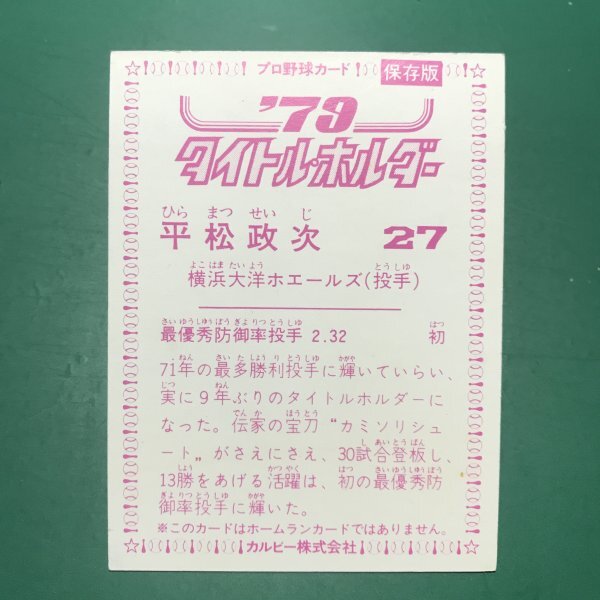 プロ野球カード 保存版
'79
タイトル・ホルダー
ひら まつ せい じ
平松政次 27
よこ はま たい よう とう しゅ
横浜大洋ホエールズ(投手)
さい ゆう しゅう ぼう ぎょ りつ とう しゅ はつ
最優秀防御率投手 2.32 初
ねん さい た しょう り とう しゅ かがや
71年の最多勝利投手に輝いていらい、
じつ ねん
実に9年ぶりのタイトルホルダーに
でん か ほう とう
なった。伝家の宝刀“カミソリシュ
し あい とう ばん
ート„がさえにさえ、30試合登板し、
しょう かつ やく はつ さい ゆう しゅう ぼう
13勝をあげる活躍は、初の最優秀防
ぎょ りつ とう しゅ かがや
御率投手に輝いた。
※このカードはホームランカードではありません。
カルビー株式会社